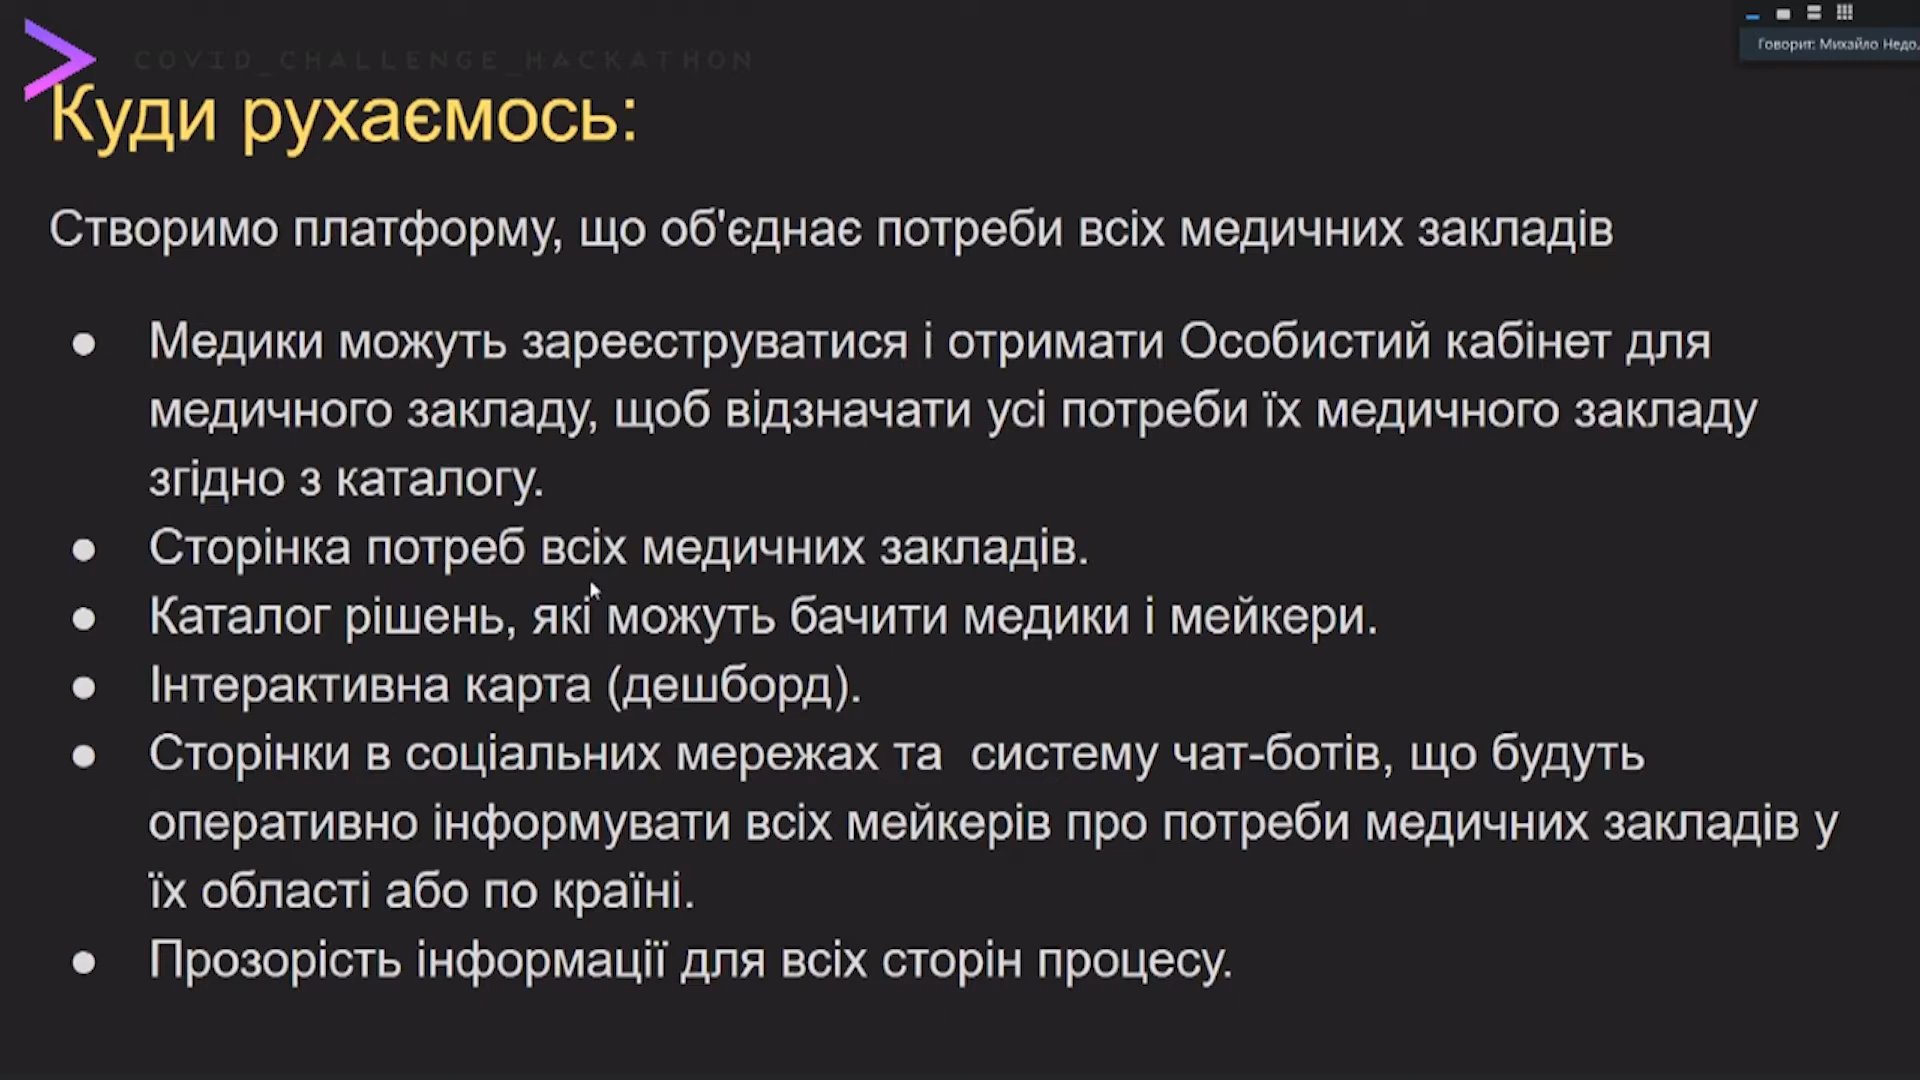 COVID_CHALLENGE_HACKATHON
Говорит: Михайло Недо...
Куди рухаємось:
Створимо платформу, що об'єднає потреби всіх медичних закладів
● Медики можуть зареєструватися і отримати Особистий кабінет для
медичного закладу, щоб відзначати усі потреби їх медичного закладу
згідно з каталогу.
● Сторінка потреб всіх медичних закладів.
● Каталог рішень, які можуть бачити медики і мейкери.
● Інтерактивна карта (дешборд).
● Сторінки в соціальних мережах та  систему чат-ботів, що будуть
оперативно інформувати всіх мейкерів про потреби медичних закладів у
їх області або по країні.
● Прозорість інформації для всіх сторін процесу.